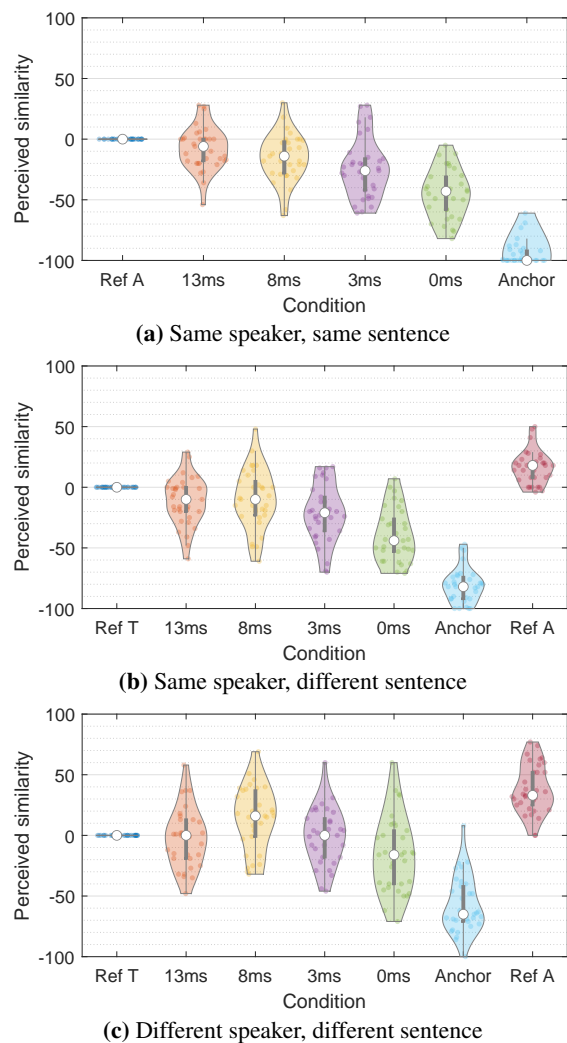 100
50
0
-50
-100
Perceived similarity
Ref A 13ms 8ms 3ms 0ms Anchor
Condition
(a) Same speaker, same sentence
100
50
0
-50
-100
Perceived similarity
Ref T 13ms 8ms 3ms 0ms Anchor Ref A
Condition
(b) Same speaker, different sentence
100
50
0
-50
-100
Perceived similarity
Ref T 13ms 8ms 3ms 0ms Anchor Ref A
Condition
(c) Different speaker, different sentence